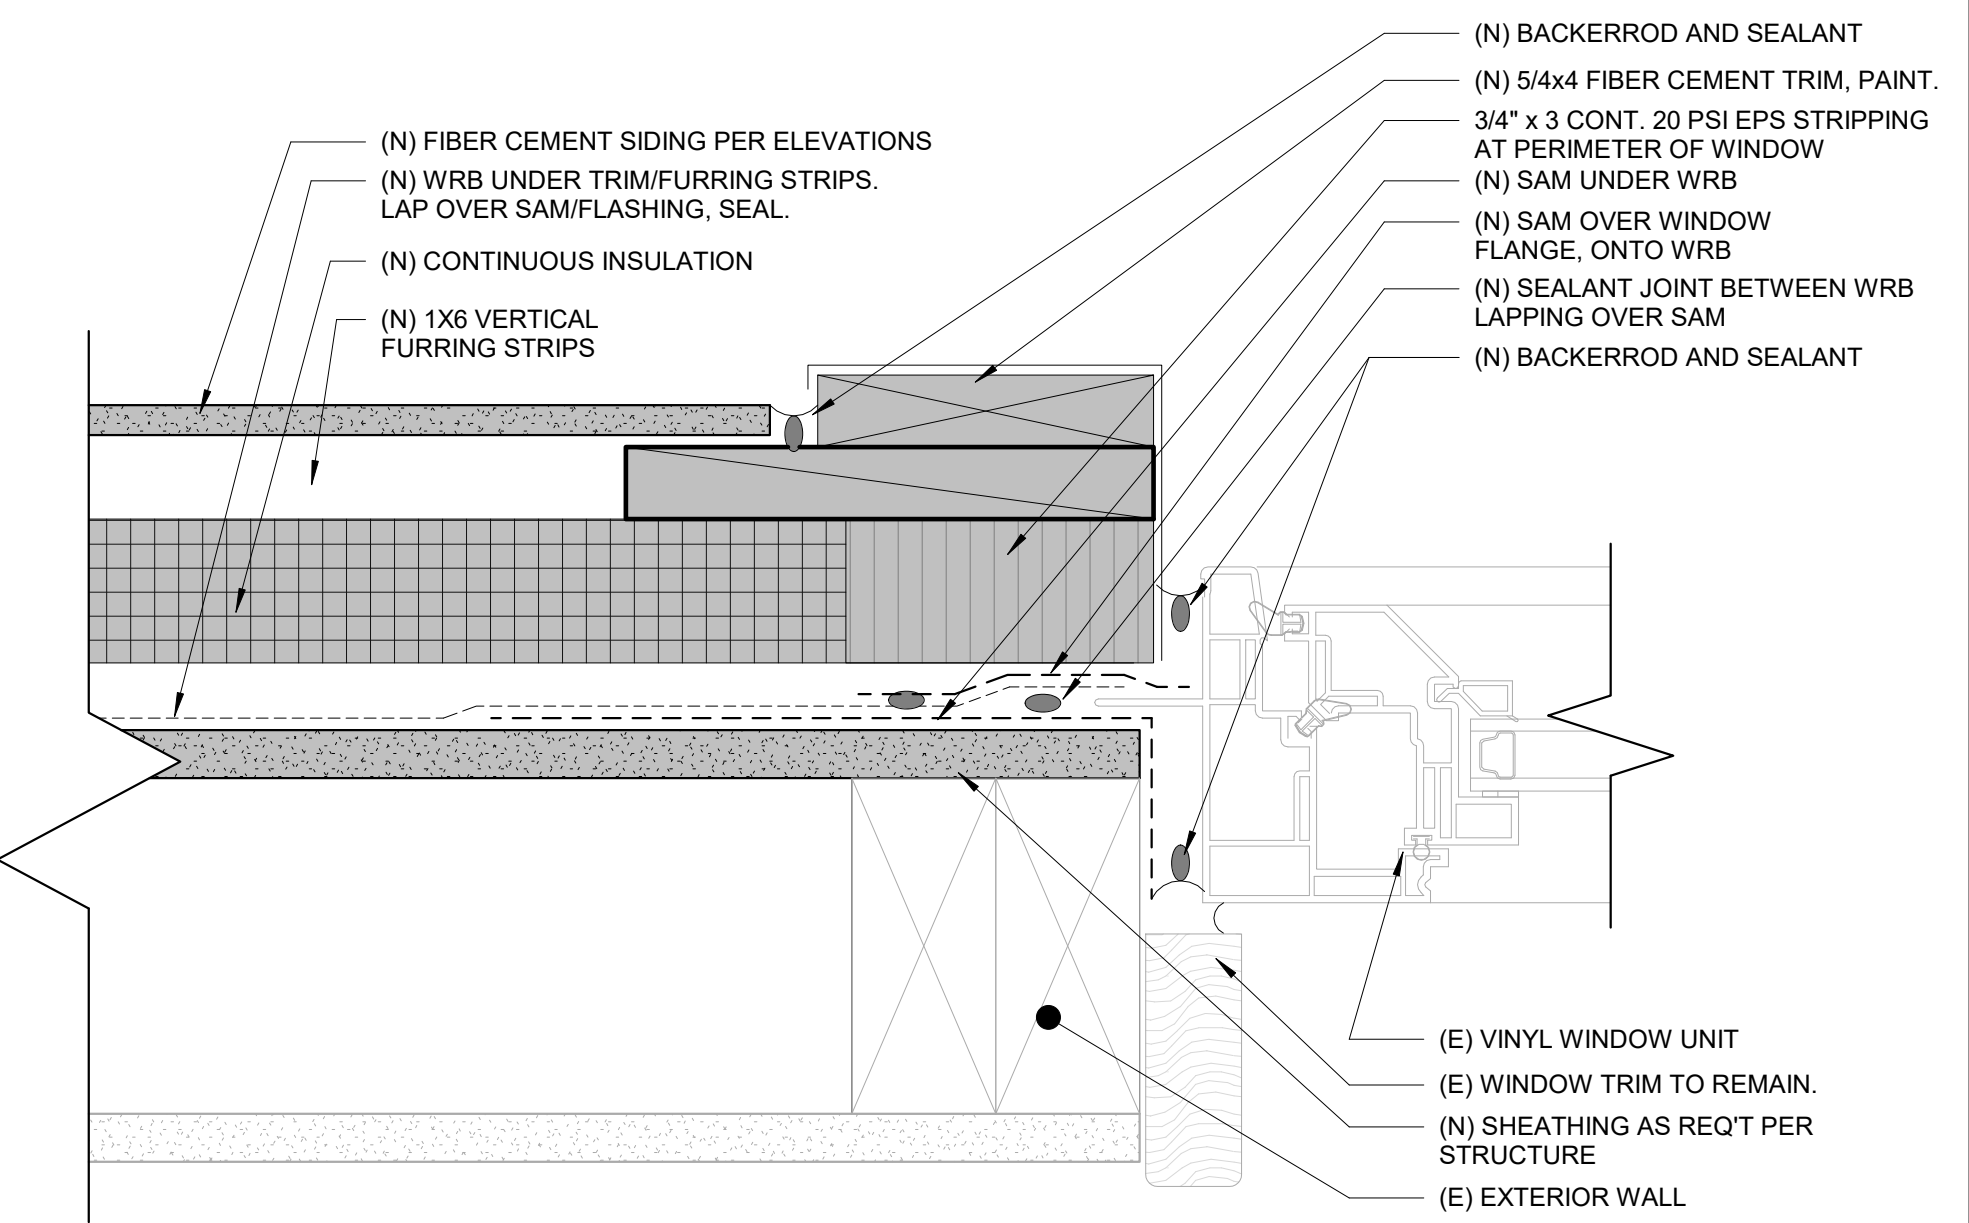 (N) BACKERROD AND SEALANT
(N) 5/4x4 FIBER CEMENT TRIM, PAINT.
3/4" x 3 CONT. 20 PSI EPS STRIPPING
AT PERIMETER OF WINDOW
(N) SAM UNDER WRB
(N) SAM OVER WINDOW
FLANGE, ONTO WRB
(N) SEALANT JOINT BETWEEN WRB
LAPPING OVER SAM
(N) BACKERROD AND SEALANT
(N) FIBER CEMENT SIDING PER ELEVATIONS
(N) WRB UNDER TRIM/FURRING STRIPS.
LAP OVER SAM/FLASHING, SEAL.
(N) CONTINUOUS INSULATION
(N) 1X6 VERTICAL
FURRING STRIPS
(E) VINYL WINDOW UNIT
(E) WINDOW TRIM TO REMAIN.
(N) SHEATHING AS REQ'T PER
STRUCTURE
(E) EXTERIOR WALL